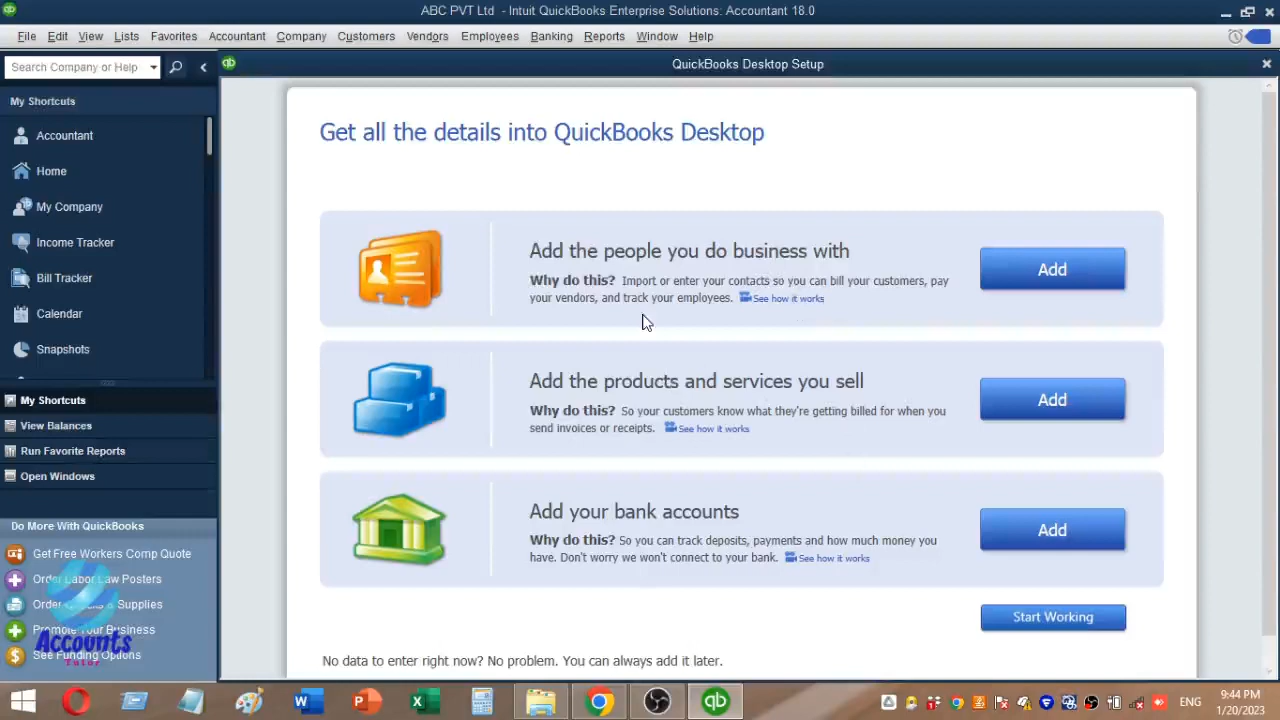 ABC PVT Ltd - Intuit QuickBooks Enterprise Solutions: Accountant 18.0
File Edit View Lists Favorites Accountant Company Customers Vendors Employees Banking Reports Window Help
Search Company or Help
QuickBooks Desktop Setup
My Shortcuts
Accountant
Home
My Company
Income Tracker
Bill Tracker
Calendar
Snapshots
My Shortcuts
View Balances
Run Favorite Reports
Open Windows
Do More With QuickBooks
Get Free Workers Comp Quote
Order Labor Law Posters
Order Checks & Supplies
Promote Your Business
See Funding Options
Accounts
Tutor
Get all the details into QuickBooks Desktop
Add the people you do business with
Why do this? Import or enter your contacts so you can bill your customers, pay
your vendors, and track your employees. See how it works
Add
Add the products and services you sell
Why do this? So your customers know what they're getting billed for when you
send invoices or receipts. See how it works
Add
Add your bank accounts
Why do this? So you can track deposits, payments and how much money you
have. Don't worry we won't connect to your bank. See how it works
Add
Start Working
No data to enter right now? No problem. You can always add it later.
ENG
9:44 PM
1/20/2023